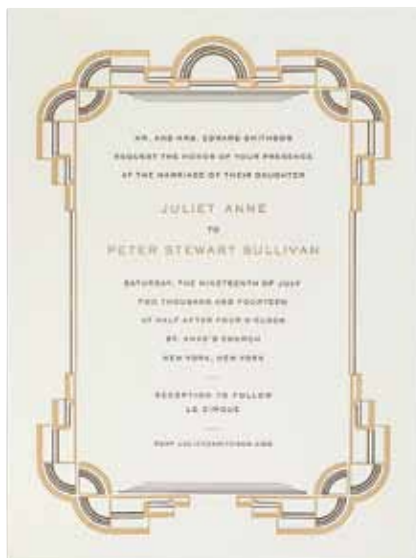 MR. AND MRS. EDWARD SMITHSON
REQUEST THE HONOR OF YOUR PRESENCE
AT THE MARRIAGE OF THEIR DAUGHTER
JULIET ANNE
TO
PETER STEWART SULLIVAN
SATURDAY, THE NINETEENTH OF JULY
TWO THOUSAND AND FOURTEEN
AT HALF AFTER FOUR O'CLOCK
ST. ANNE'S CHURCH
NEW YORK, NEW YORK
RECEPTION TO FOLLOW
LE CIRQUE
RSVP